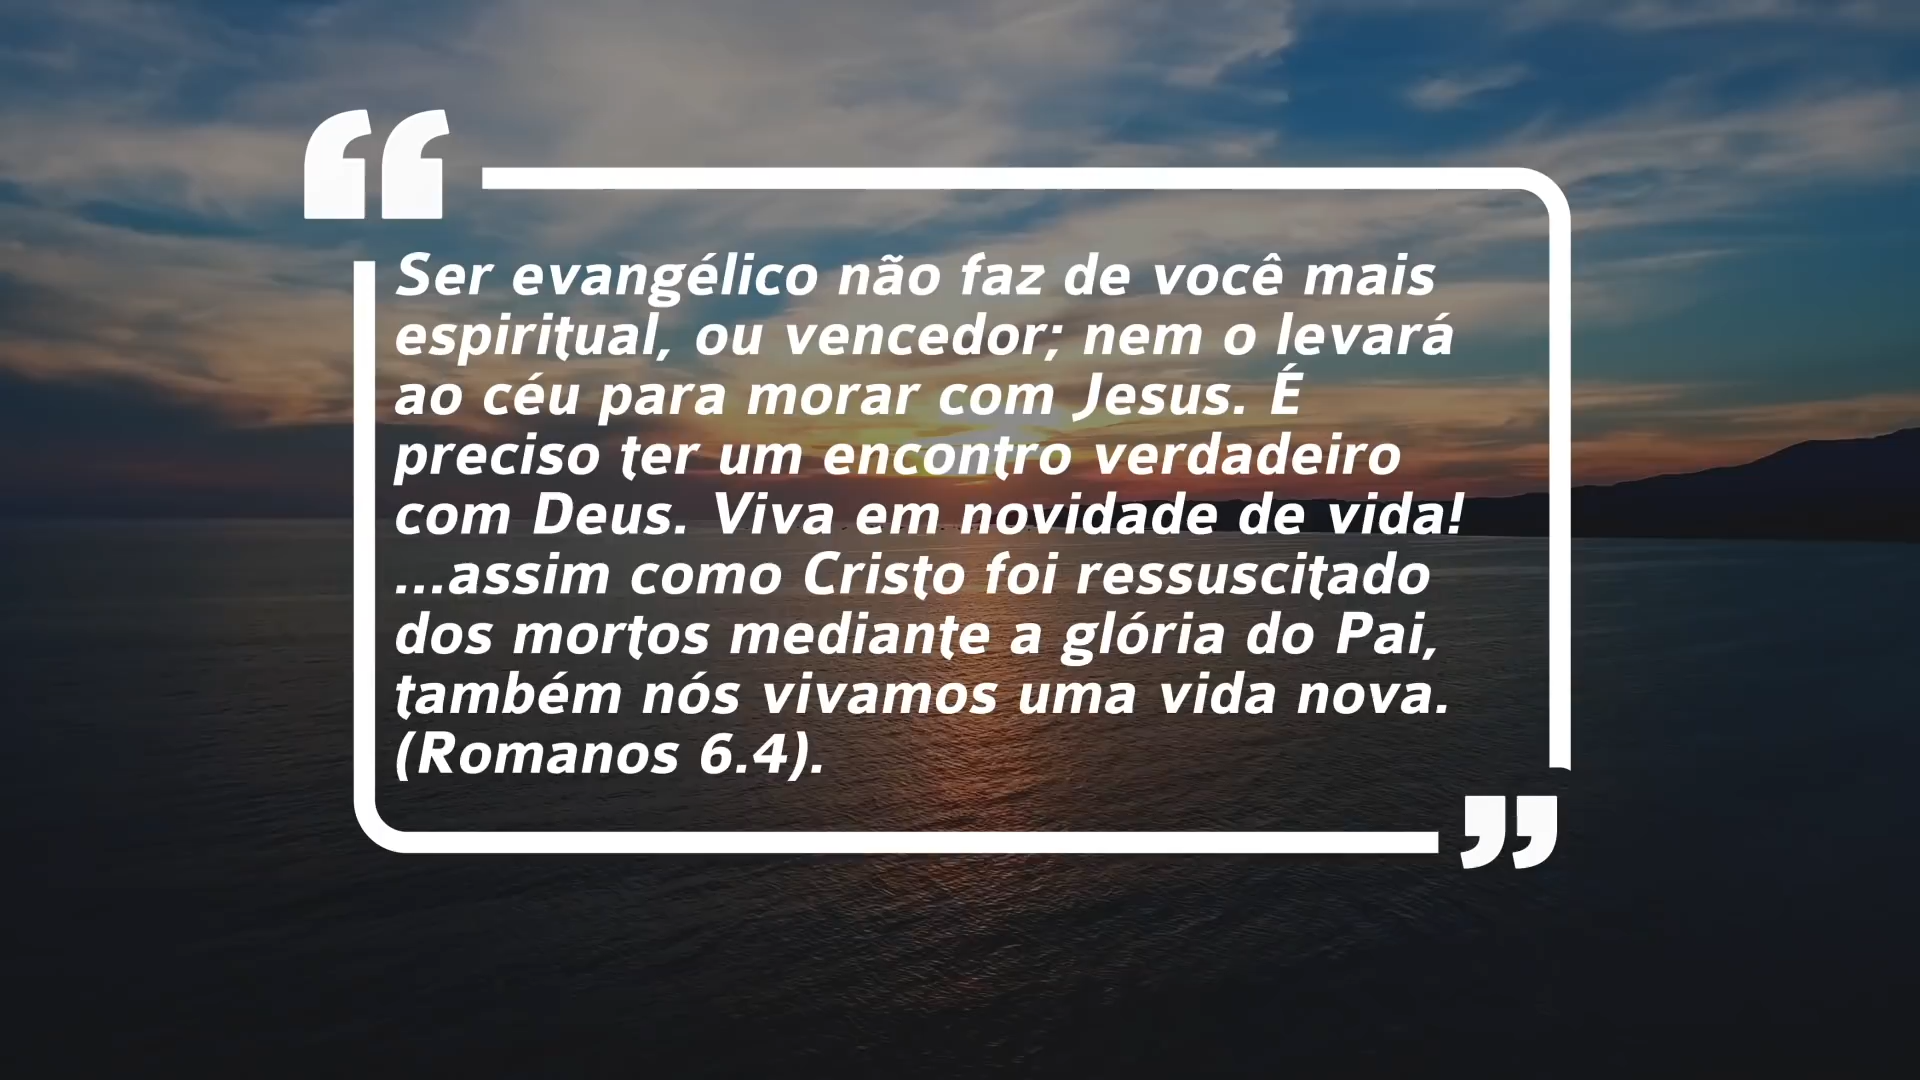 Ser evangélico não faz de você mais
espiritual, ou vencedor; nem o levará
ao céu para morar com Jesus. É
preciso ter um encontro verdadeiro
com Deus. Viva em novidade de vida!
...assim como Cristo foi ressuscitado
dos mortos mediante a glória do Pai,
também nós vivamos uma vida nova.
(Romanos 6.4).